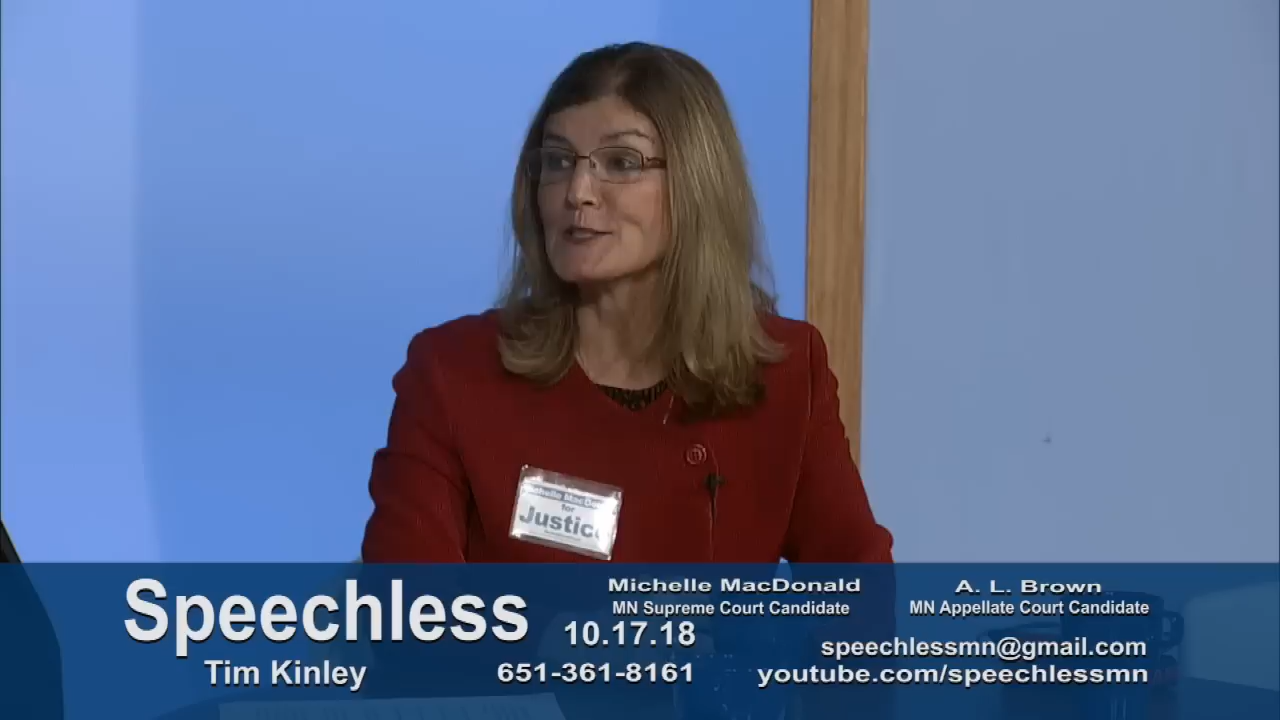 for
Justice
Speechless
Tim Kinley
Michelle MacDonald
MN Supreme Court Candidate
10.17.18
651-361-8161
A. L. Brown
MN Appellate Court Candidate
speechlessmn@gmail.com
youtube.com/speechlessmn